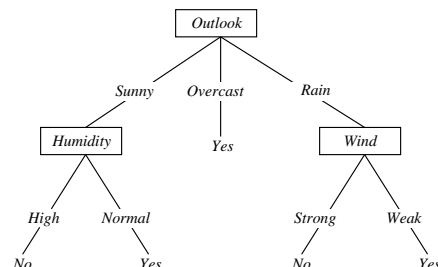 Outlook
Sunny Overcast Rain
Humidity Yes Wind
High Normal Strong Weak
No Yes No Yes